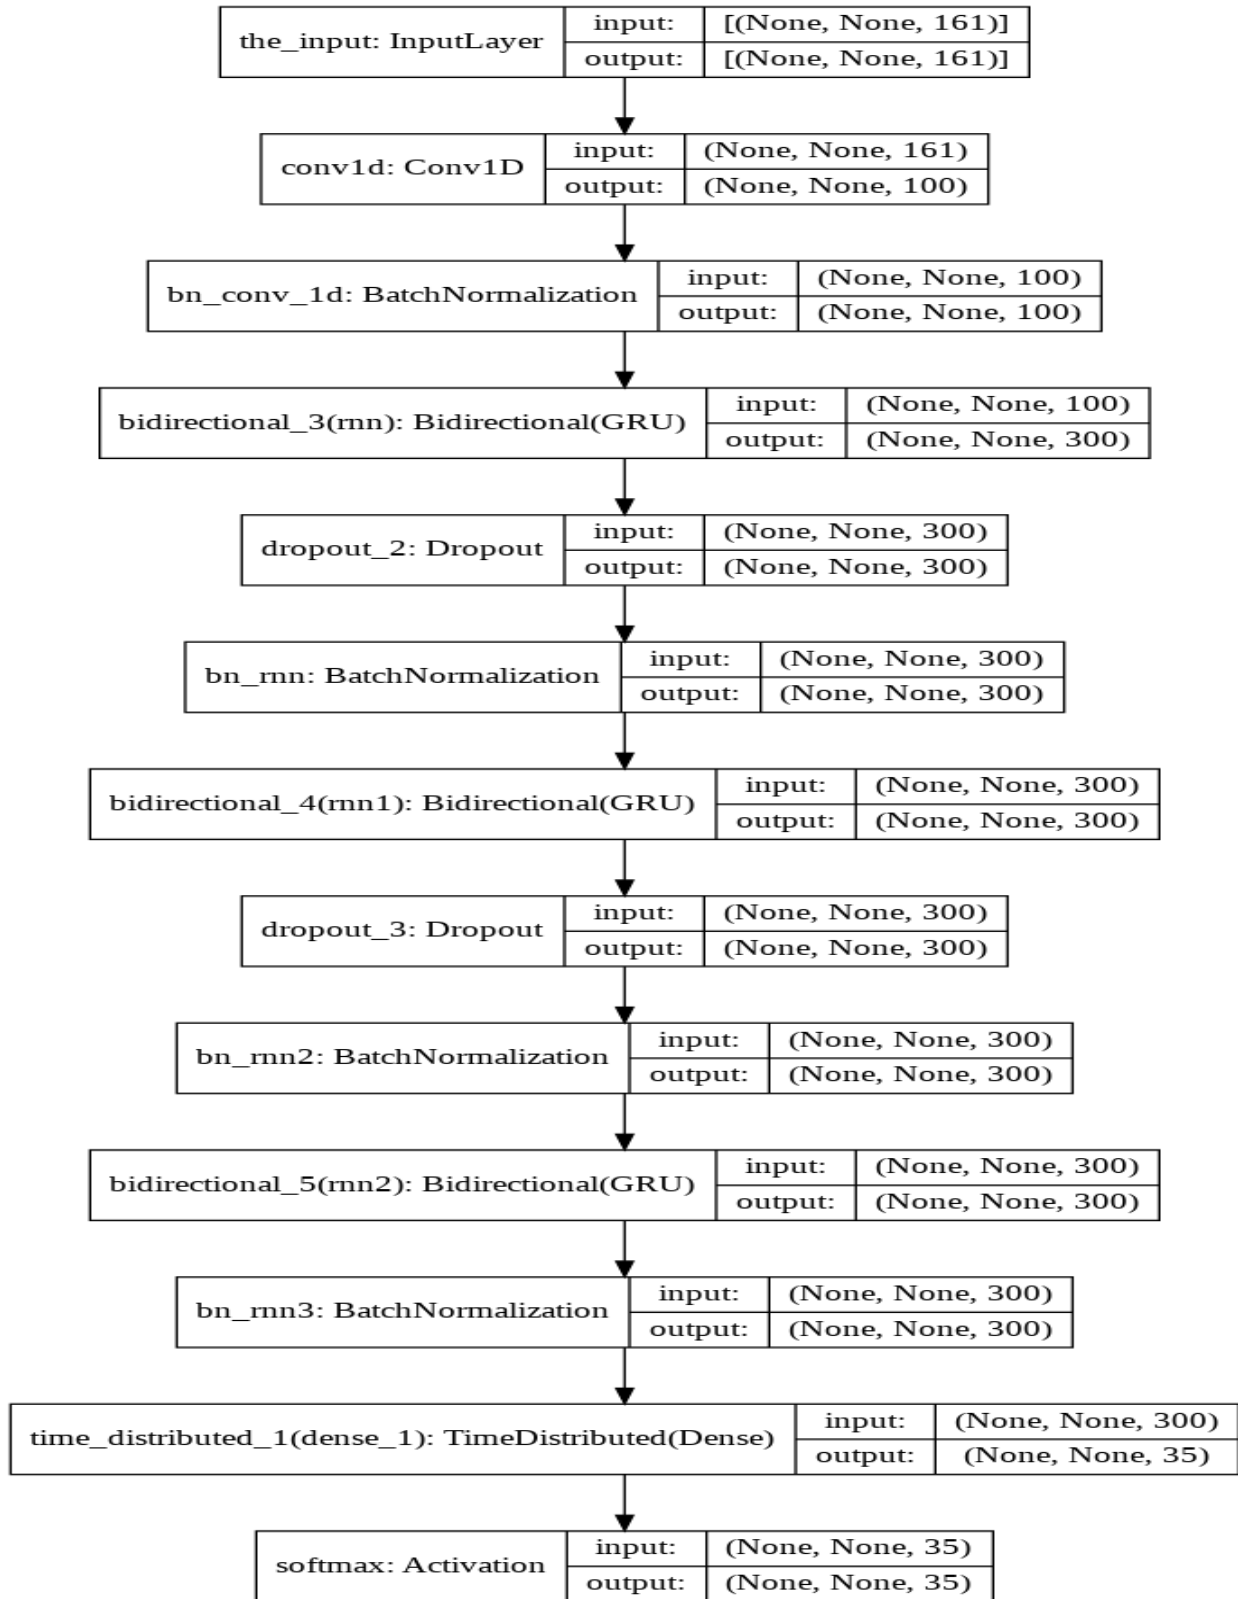 the_input: InputLayer
input: [(None, None, 161)]
output: [(None, None, 161)]
conv1d: Conv1D
input: (None, None, 161)
output: (None, None, 100)
bn_conv_1d: BatchNormalization
input: (None, None, 100)
output: (None, None, 100)
bidirectional_3(rnn): Bidirectional(GRU)
input: (None, None, 100)
output: (None, None, 300)
dropout_2: Dropout
input: (None, None, 300)
output: (None, None, 300)
bn_rnn: BatchNormalization
input: (None, None, 300)
output: (None, None, 300)
bidirectional_4(rnn1): Bidirectional(GRU)
input: (None, None, 300)
output: (None, None, 300)
dropout_3: Dropout
input: (None, None, 300)
output: (None, None, 300)
bn_rnn2: BatchNormalization
input: (None, None, 300)
output: (None, None, 300)
bidirectional_5(rnn2): Bidirectional(GRU)
input: (None, None, 300)
output: (None, None, 300)
bn_rnn3: BatchNormalization
input: (None, None, 300)
output: (None, None, 300)
time_distributed_1(dense_1): TimeDistributed(Dense)
input: (None, None, 300)
output: (None, None, 35)
softmax: Activation
input: (None, None, 35)
output: (None, None, 35)